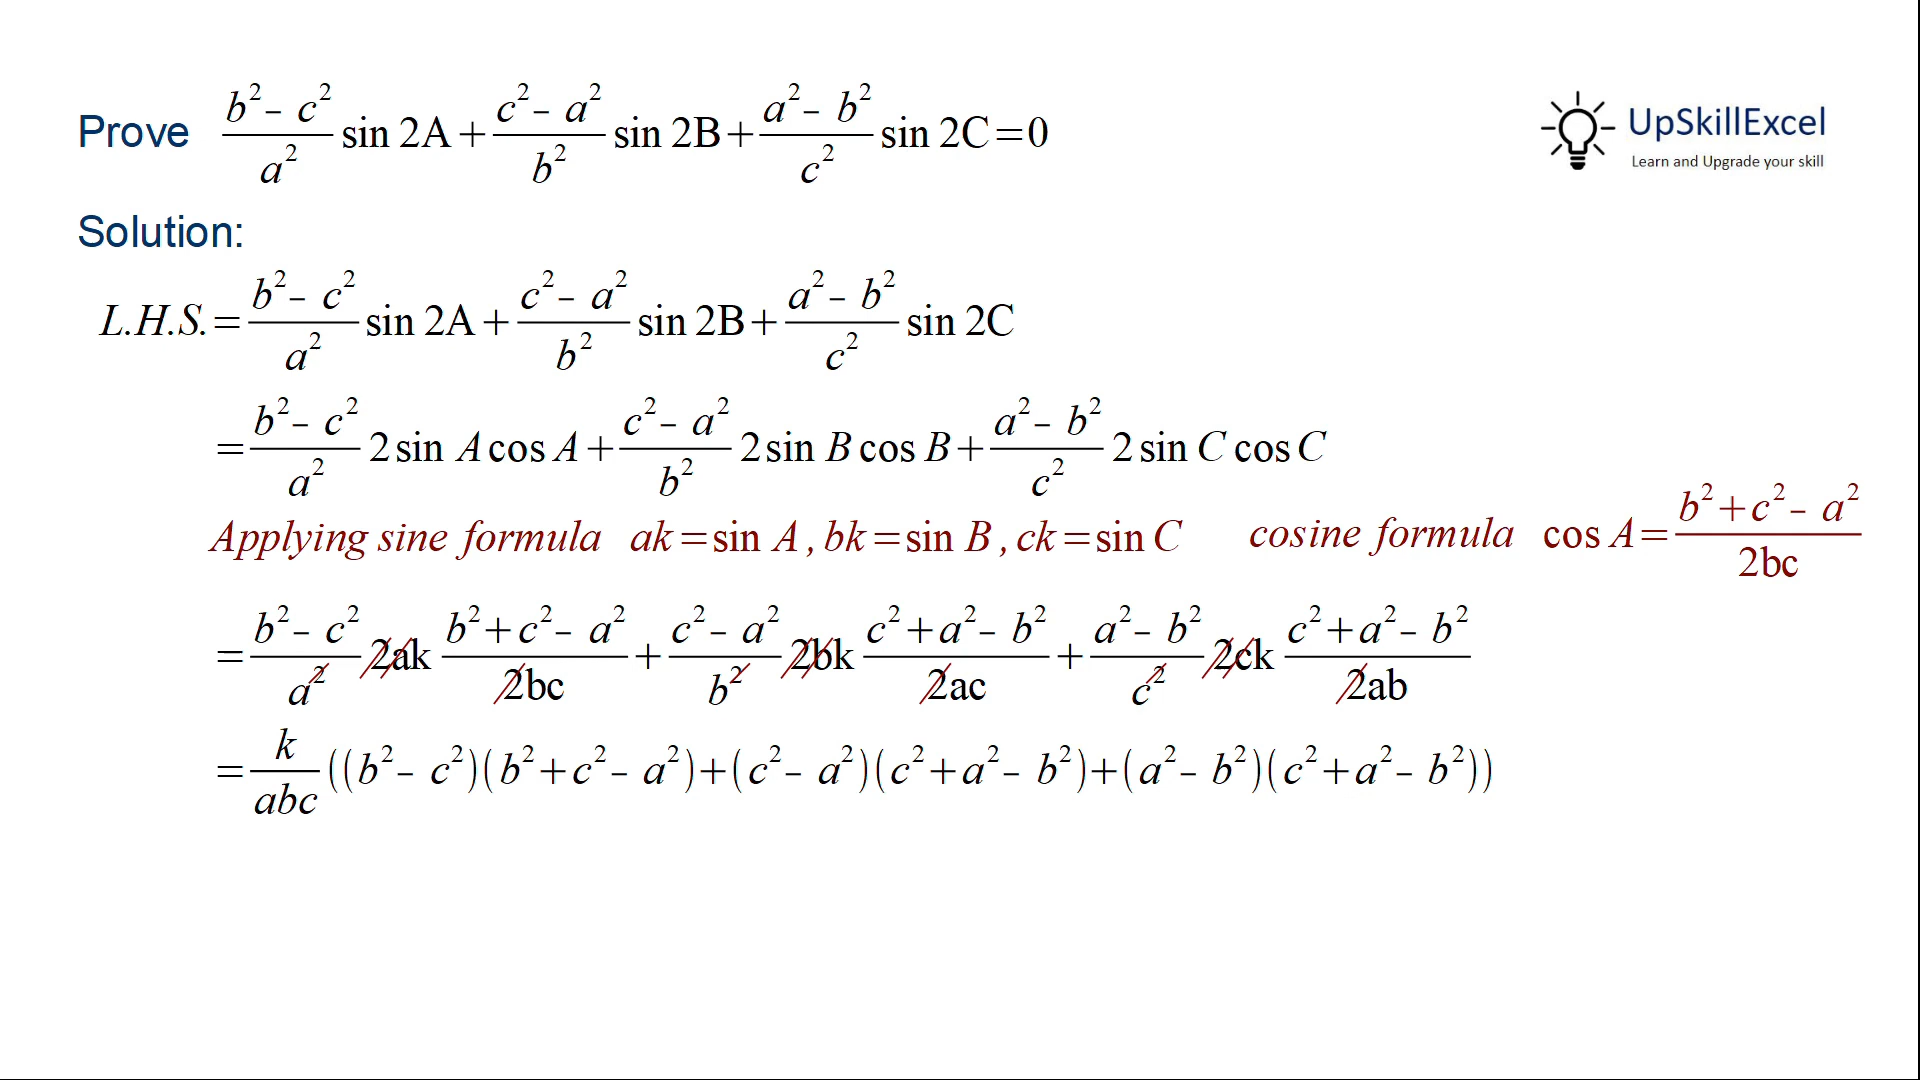 Prove (b² – c²)/a² sin 2A + (c² – a²)/b² sin 2B + (a² – b²)/c² sin 2C = 0
UpSkillExcel
Learn and Upgrade your skill
Solution:
L.H.S. = (b² – c²)/a² sin 2A + (c² – a²)/b² sin 2B + (a² – b²)/c² sin 2C
= (b² – c²)/a² 2 sin A cos A + (c² – a²)/b² 2 sin B cos B + (a² – b²)/c² 2 sin C cos C
Applying sine formula ak = sin A , bk = sin B , ck = sin C cosine formula cos A = (b² + c² – a²)/2bc
= (b² – c²)/a² 2ak (b² + c² – a²)/2bc + (c² – a²)/b² 2bk (c² + a² – b²)/2ac + (a² – b²)/c² 2ck (c² + a² – b²)/2ab
= k/abc ((b² – c²)(b² + c² – a²) + (c² – a²)(c² + a² – b²) + (a² – b²)(c² + a² – b²))